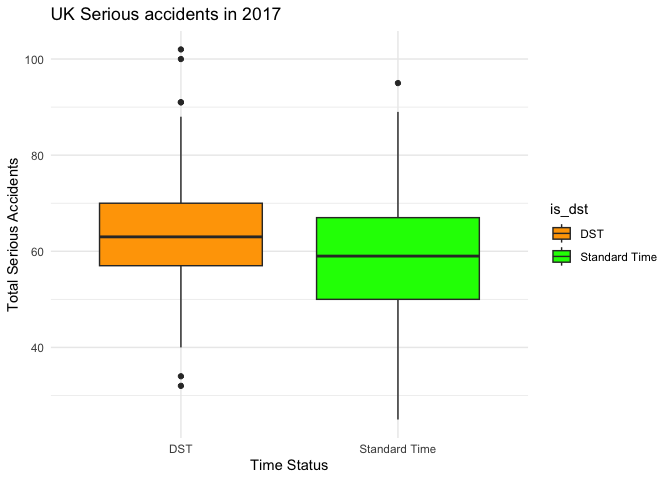 UK Serious accidents in 2017
Total Serious Accidents
100
80
60
40
DST
Standard Time
Time Status
is_dst
DST
Standard Time